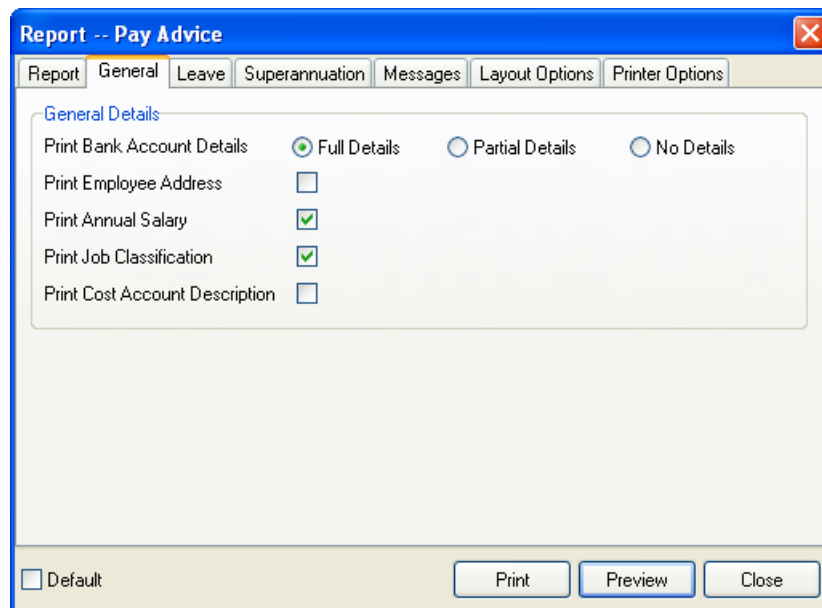 Report -- Pay Advice
Report General Leave Superannuation Messages Layout Options Printer Options
General Details
Print Bank Account Details Full Details Partial Details No Details
Print Employee Address
Print Annual Salary
Print Job Classification
Print Cost Account Description
Default Print Preview Close